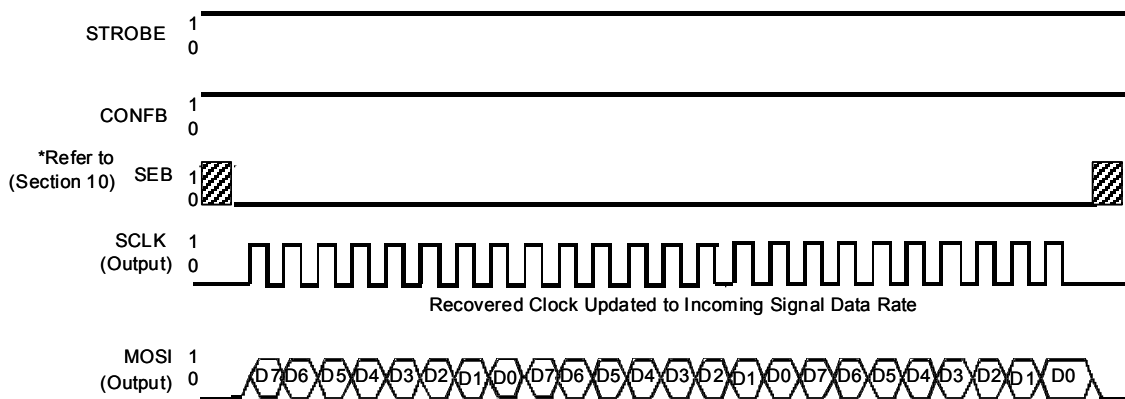 STROBE 1
0
CONFB 1
0
*Refer to
(Section 10) SEB 1
0
SCLK 1
(Output) 0
Recovered Clock Updated to Incoming Signal Data Rate
MOSI 1
(Output) 0
D7 D6 D5 D4 D3 D2 D1 D0 D7 D6 D5 D4 D3 D2 D1 D0 D7 D6 D5 D4 D3 D2 D1 D0